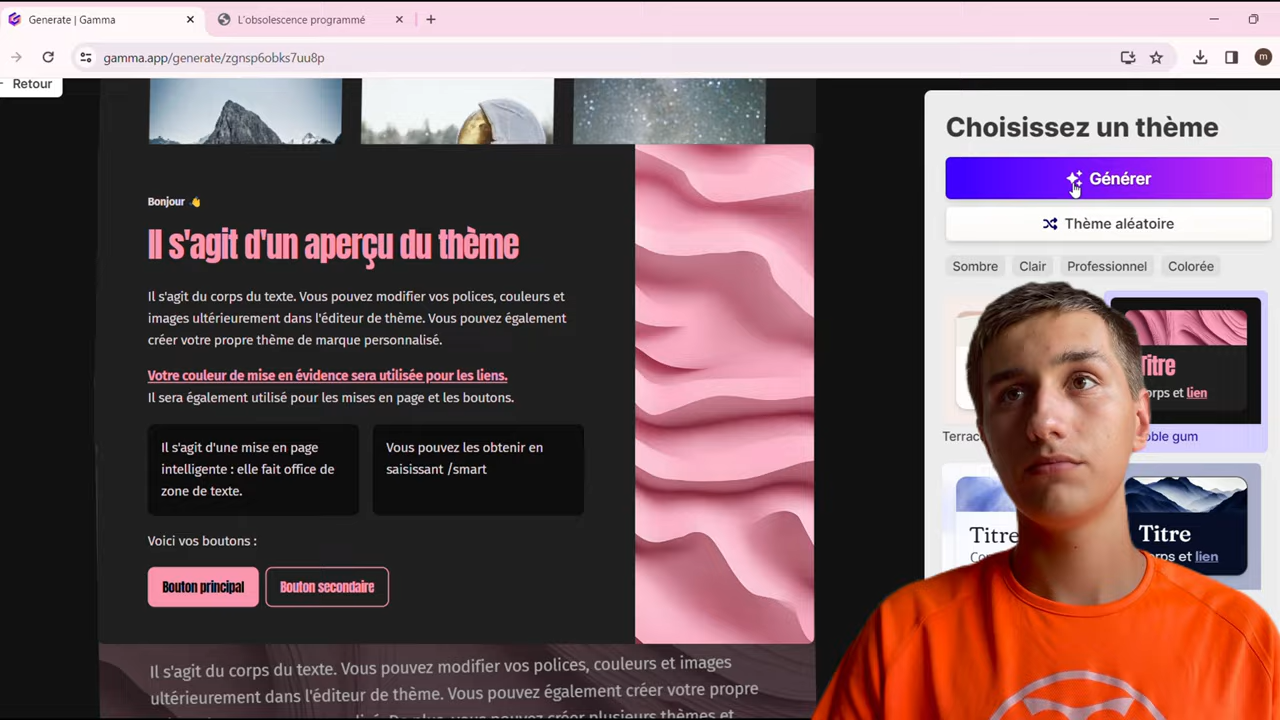 Generate | Gamma
L'obsolescence programmé
gamma.app/generate/zgnsp6obks7uu8p
m
Retour
Bonjour 👋
Il s'agit d'un aperçu du thème
Il s'agit du corps du texte. Vous pouvez modifier vos polices, couleurs et
images ultérieurement dans l'éditeur de thème. Vous pouvez également
créer votre propre thème de marque personnalisé.
Votre couleur de mise en évidence sera utilisée pour les liens.
Il sera également utilisé pour les mises en page et les boutons.
Il s'agit d'une mise en page
intelligente : elle fait office de
zone de texte.
Vous pouvez les obtenir en
saisissant /smart
Voici vos boutons :
Bouton principal
Bouton secondaire
Il s'agit du corps du texte. Vous pouvez modifier vos polices, couleurs et images
ultérieurement dans l'éditeur de thème. Vous pouvez également créer votre propre
Choisissez un thème
Générer
Thème aléatoire
Sombre
Clair
Professionnel
Colorée
Titre
corps et lien
gum
Titre
Titre
corps et lien